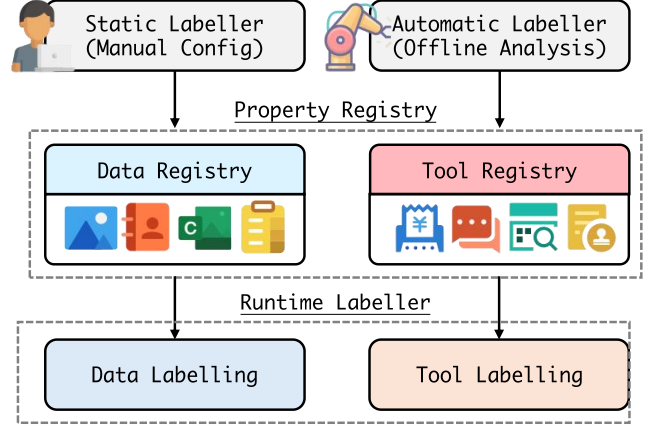 Static Labeller
(Manual Config)
Automatic Labeller
(Offline Analysis)
Property Registry
Data Registry
Tool Registry
C
¥
Runtime Labeller
Data Labelling
Tool Labelling